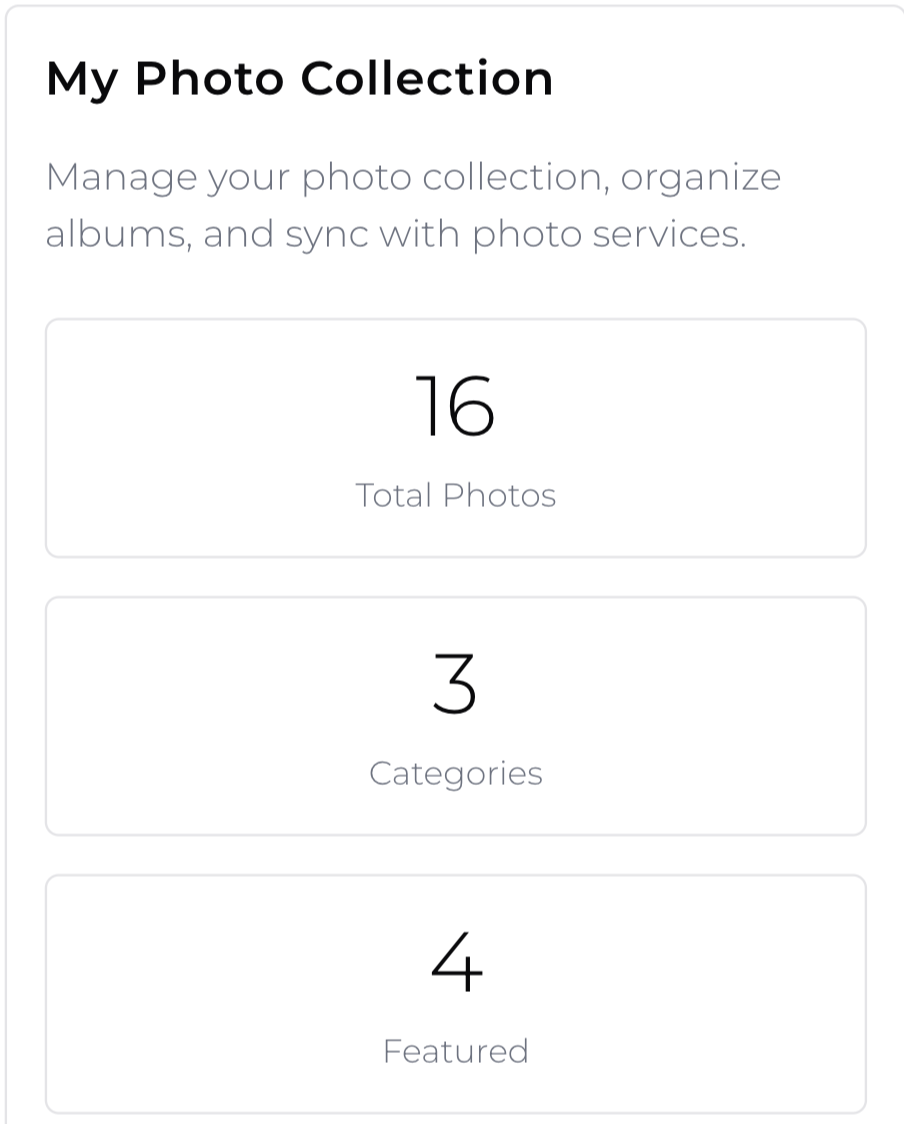 My Photo Collection
Manage your photo collection, organize
albums, and sync with photo services.
16
Total Photos
3
Categories
4
Featured